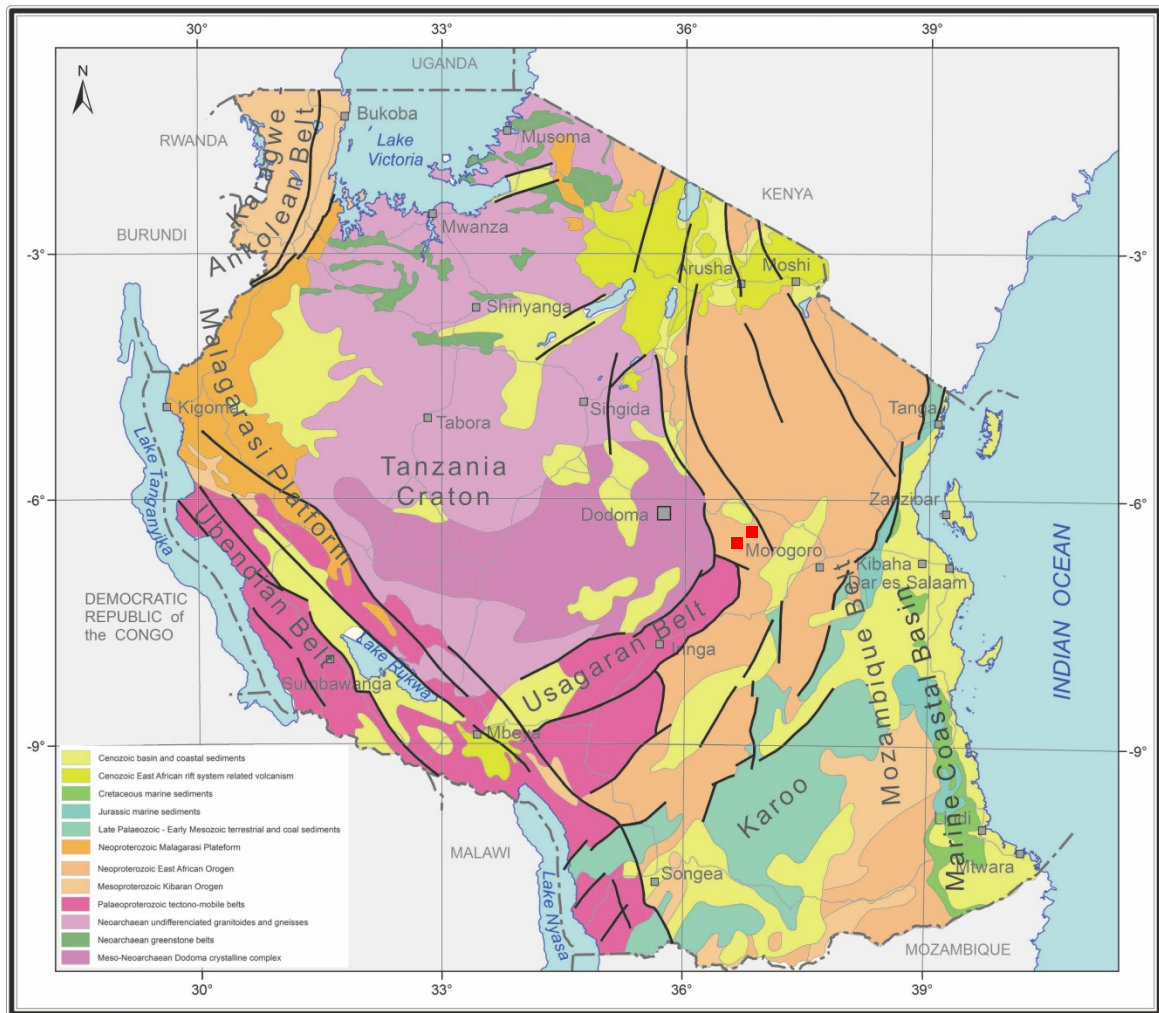 30°
33°
36°
39°
N
UGANDA
Bukoba
RWANDA
Lake
Victoria
Musoma
Karagwe -
Ankolean Belt
KENYA
BURUNDI
Mwanza
-3°
-3°
Arusha
Moshi
Shinyanga
Malagarasi Platform
Kigoma
Tabora
Singida
Tanga
Lake Tanganyika
Tanzania
Craton
-6°
-6°
Dodoma
Zanzibar
Ubendian Belt
Morogoro
Kibaha
Dar es Salaam
DEMOCRATIC
REPUBLIC of
the CONGO
Lake Rukwa
Usagaran Belt
Iringa
Mozambique Belt
Marine Coastal Basin
INDIAN OCEAN
Sumbawanga
Mbeya
-9°
-9°
Karoo
Lindi
Mtwara
MALAWI
Songea
Lake Nyasa
MOZAMBIQUE
Cenozoic basin and coastal sediments
Cenozoic East African rift system related volcanism
Cretaceous marine sediments
Jurassic marine sediments
Late Palaeozoic - Early Mesozoic terrestrial and coal sediments
Neoproterozoic Malagarasi Plateform
Neoproterozoic East African Orogen
Mesoproterozoic Kibaran Orogen
Palaeoproterozoic tectono-mobile belts
Neoarchaean undifferenciated granitoides and gneisses
Neoarchaean greenstone belts
Meso-Neoarchaean Dodoma crystalline complex
30°
33°
36°
39°